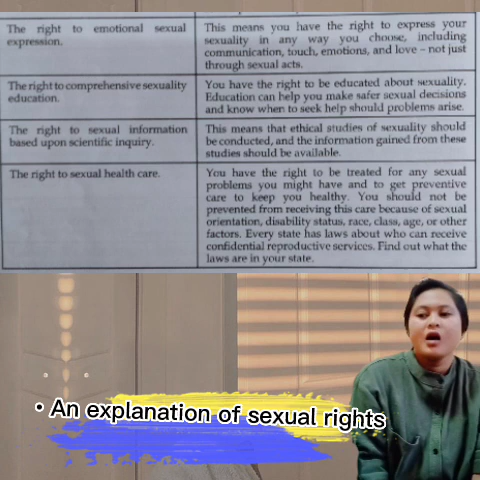 The right to emotional sexual
expression.
This means you have the right to express your
sexuality in any way you choose, including
communication, touch, emotions, and love – not just
through sexual acts.
The right to comprehensive sexuality
education.
You have the right to be educated about sexuality.
Education can help you make safer sexual decisions
and know when to seek help should problems arise.
The right to sexual information
based upon scientific inquiry.
This means that ethical studies of sexuality should
be conducted, and the information gained from these
studies should be available.
The right to sexual health care.
You have the right to be treated for any sexual
problems you might have and to get preventive
care to keep you healthy. You should not be
prevented from receiving this care because of sexual
orientation, disability status, race, class, age, or other
factors. Every state has laws about who can receive
confidential reproductive services. Find out what the
laws are in your state.
• An explanation of sexual rights